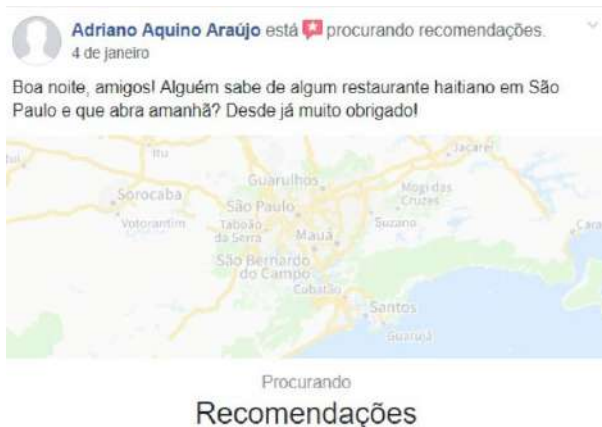 Adriano Aquino Araújo está procurando recomendações.
4 de janeiro
Boa noite, amigos! Alguém sabe de algum restaurante haitiano em São
Paulo e que abra amanhã? Desde já muito obrigado!
Itu
Jacareí
Guarulhos
Sorocaba
Mogi das
Cruzes
São Paulo
Votorantim
Taboão
da Serra
Suzano
Mauá
São Bernardo
do Campo
Cubatão
Santos
Guarujá
Procurando
Recomendações